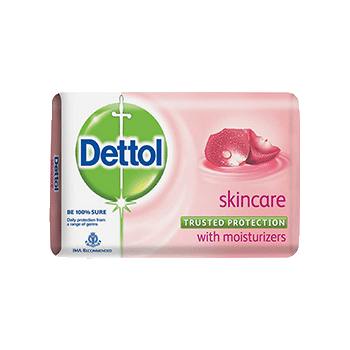 Dettol
Dettol
BE 100% SURE
Daily protection from
a range of germs
IMA RECOMMENDED
skincare
TRUSTED PROTECTION
with moisturizers